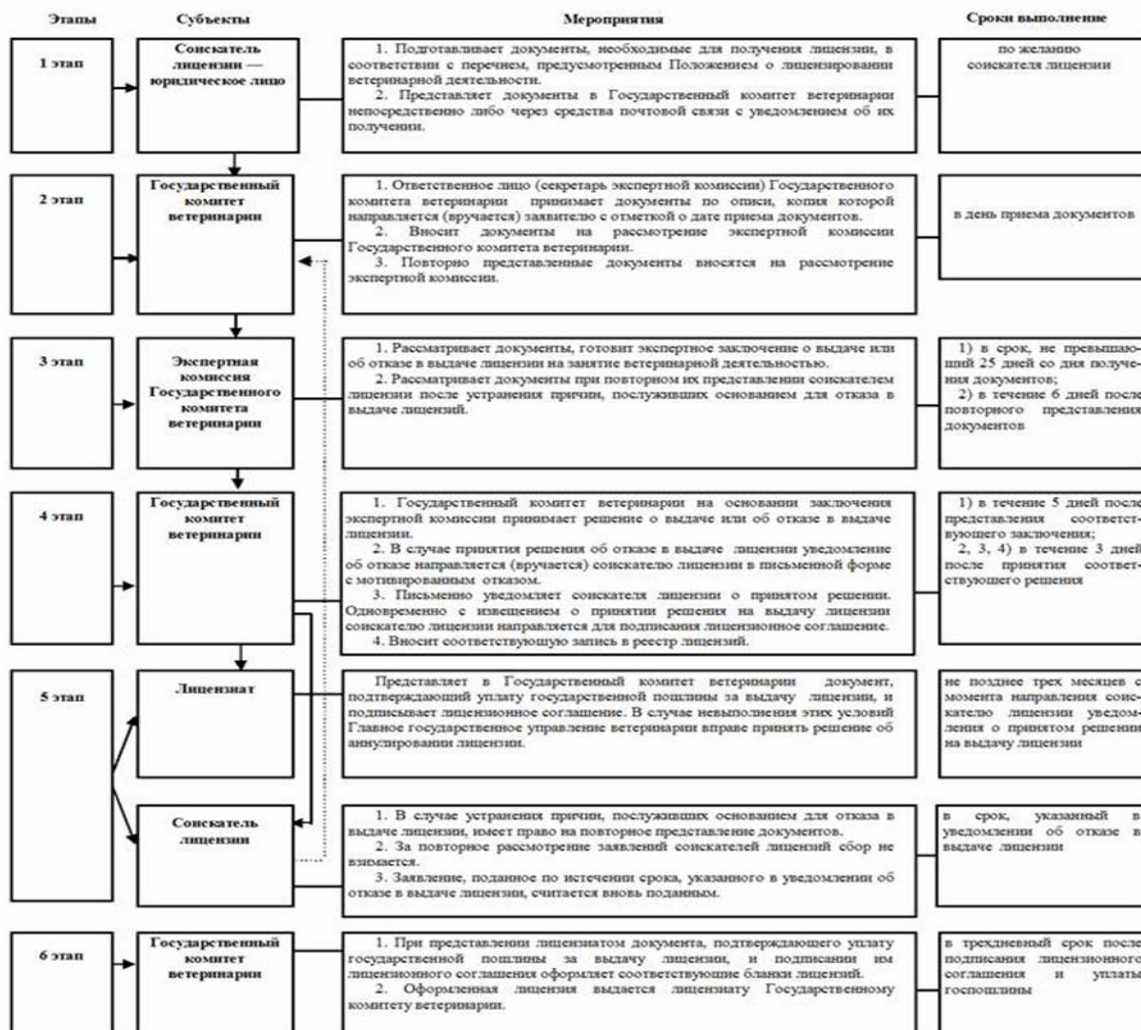 Этапы Субъекты Мероприятия Сроки выполнение
1 этап
Соискатель
лицензии —
юридическое лицо
1. Подготавливает документы, необходимые для получения лицензии, в
соответствии с перечнем, предусмотренным Положением о лицензировании
ветеринарной деятельности.
2. Представляет документы в Государственный комитет ветеринарии
непосредственно либо через средства почтовой связи с уведомлением об их
получении.
по желанию
соискателя лицензии
2 этап
Государственный
комитет
ветеринарии
1. Ответственное лицо (секретарь экспертной комиссии) Государственного
комитета ветеринарии принимает документы по описи, копия которой
направляется (вручается) заявителю с отметкой о дате приема документов.
2. Вносит документы на рассмотрение экспертной комиссии
Государственного комитета ветеринарии.
3. Повторно представленные документы вносятся на рассмотрение
экспертной комиссии.
в день приема документов
3 этап
Экспертная
комиссия
Государственного
комитета
ветеринарии
1. Рассматривает документы, готовит экспертное заключение о выдаче или
об отказе в выдаче лицензии на занятие ветеринарной деятельностью.
2. Рассматривает документы при повторном их представлении соискателем
лицензии после устранения причин, послуживших основанием для отказа в
выдаче лицензий.
1) в срок, не превышаю-
щий 25 дней со дня получе-
ния документов;
2) в течение 6 дней после
повторного представления
документов
4 этап
Государственный
комитет
ветеринарии
1. Государственный комитет ветеринарии на основании заключения
экспертной комиссии принимает решение о выдаче или об отказе в выдаче
лицензии.
2. В случае принятия решения об отказе в выдаче лицензии уведомление
об отказе направляется (вручается) соискателю лицензии в письменной форме
с мотивированным отказом.
3. Письменно уведомляет соискателя лицензии о принятом решении.
Одновременно с извещением о принятии решения на выдачу лицензии
соискателю лицензии направляется для подписания лицензионное соглашение.
4. Вносит соответствующую запись в реестр лицензий.
1) в течение 5 дней после
представления соответст-
вующего заключения;
2, 3, 4) в течение 3 дней
после принятия соответ-
ствующего решения
5 этап
Лицензиат
Представляет в Государственный комитет ветеринарии документ,
подтверждающий уплату государственной пошлины за выдачу лицензии, и
подписывает лицензионное соглашение. В случае невыполнения этих условий
Главное государственное управление ветеринарии вправе принять решение об
аннулировании лицензии.
не позднее трех месяцев с
момента направления соис-
кателю лицензии уведом-
ления о принятом решении
на выдачу лицензии
Соискатель
лицензии
1. В случае устранения причин, послуживших основанием для отказа в
выдаче лицензии, имеет право на повторное представление документов.
2. За повторное рассмотрение заявлений соискателей лицензий сбор не
взимается.
3. Заявление, поданное по истечении срока, указанного в уведомлении об
отказе в выдаче лицензии, считается вновь поданным.
в срок, указанный в
уведомлении об отказе в
выдаче лицензии
6 этап
Государственный
комитет
ветеринарии
1. При представлении лицензиатом документа, подтверждающего уплату
государственной пошлины за выдачу лицензии, и подписании им
лицензионного соглашения оформляет соответствующие бланки лицензий.
2. Оформленная лицензия выдается лицензиату Государственному
комитету ветеринарии.
в трехдневный срок после
подписания лицензионного
соглашения и уплаты
госпошлины